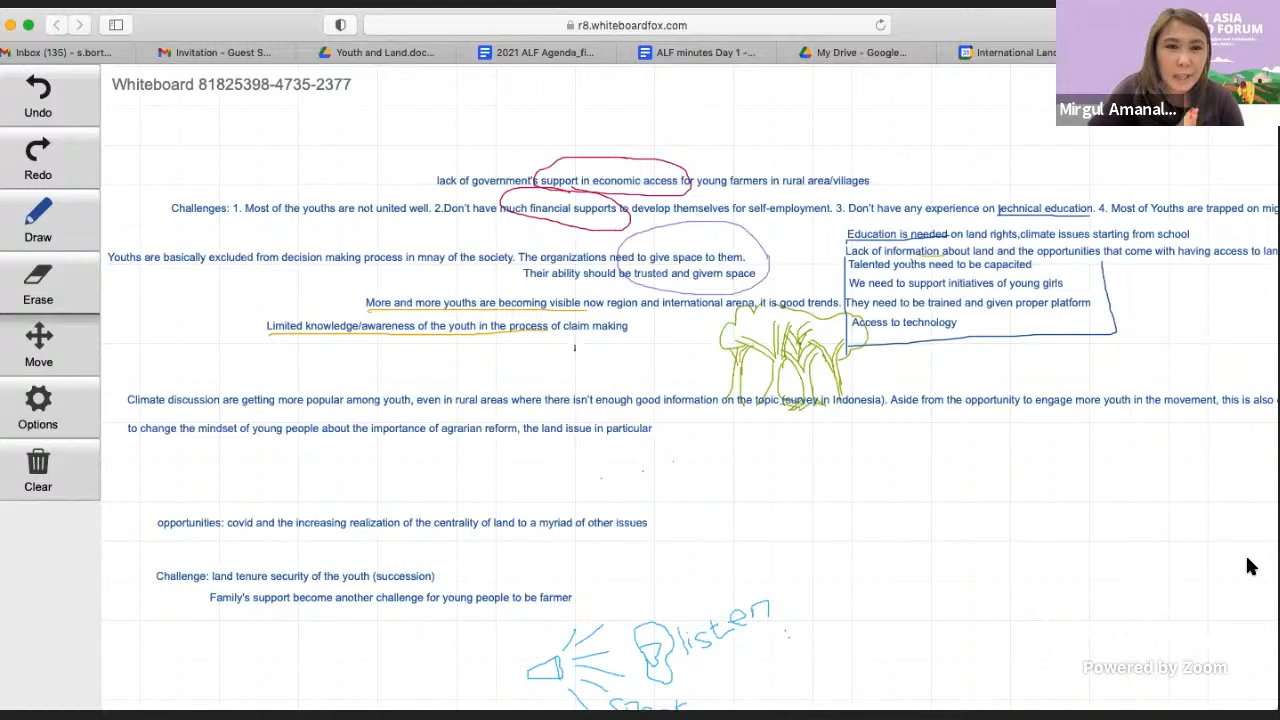 r8.whiteboardfox.com
Inbox (135) - s.bort...
Invitation - Guest S...
Youth and Land.doc...
2021 ALF Agenda_fi...
ALF minutes Day 1 -...
My Drive - Google...
International Lan
1 ASIA
FORUM
Mirgul Amanal...
Whiteboard 81825398-4735-2377
Undo
Redo
Draw
Erase
Move
Options
Clear
lack of government's support in economic access for young farmers in rural area/villages
Challenges: 1. Most of the youths are not united well. 2.Don't have much financial supports to develop themselves for self-employment. 3. Don't have any experience on technical education. 4. Most of Youths are trapped on mig
Education is needed on land rights,climate issues starting from school
Lack of information about land and the opportunities that come with having access to lan
Youths are basically excluded from decision making process in mnay of the society. The organizations need to give space to them.
Talented youths need to be capacited
Their ability should be trusted and givem space
We need to support initiatives of young girls
More and more youths are becoming visible now region and international arena, it is good trends. They need to be trained and given proper platform
Limited knowledge/awareness of the youth in the process of claim making
Access to technology
Climate discussion are getting more popular among youth, even in rural areas where there isn't enough good information on the topic (survey in Indonesia). Aside from the opportunity to engage more youth in the movement, this is also
to change the mindset of young people about the importance of agrarian reform, the land issue in particular
opportunities: covid and the increasing realization of the centrality of land to a myriad of other issues
Challenge: land tenure security of the youth (succession)
Family's support become another challenge for young people to be farmer
listen
Powered by Zoom